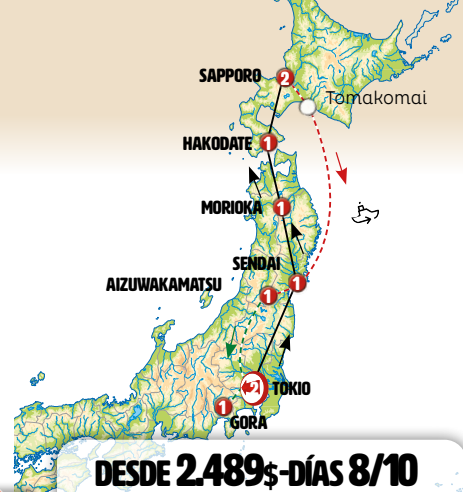 SAPPORO
2
Tomakomai
HAKODATE
1
MORIOKA
1
SENDAI
1
AIZUWAKAMATSU
1
2
TOKIO
1
GORA
DESDE 2.489$-DÍAS 8/10